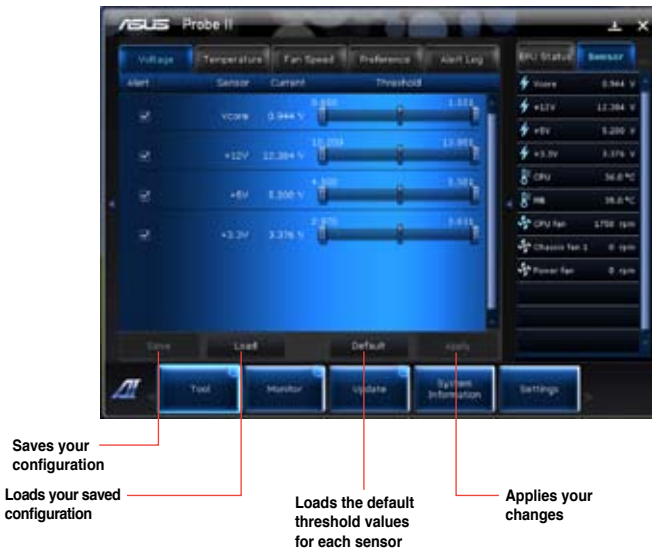 ASUS Probe II
Voltage Temperature Fan Speed Preference Alert Log
Alert Sensor Current Threshold
Vcore 0.944 V
+12V 12.384 V
+5V 5.200 V
+3.3V 3.376 V
Save Load Default Apply
EPU Status Sensor
Vcore 0.944 V
+12V 12.384 V
+5V 5.200 V
+3.3V 3.376 V
CPU
MB
CPU Fan 1750 rpm
Chassis Fan 1 0 rpm
Power Fan 0 rpm
Tool Monitor Update System Information Settings
Saves your
configuration
Loads your saved
configuration
Loads the default
threshold values
for each sensor
Applies your
changes